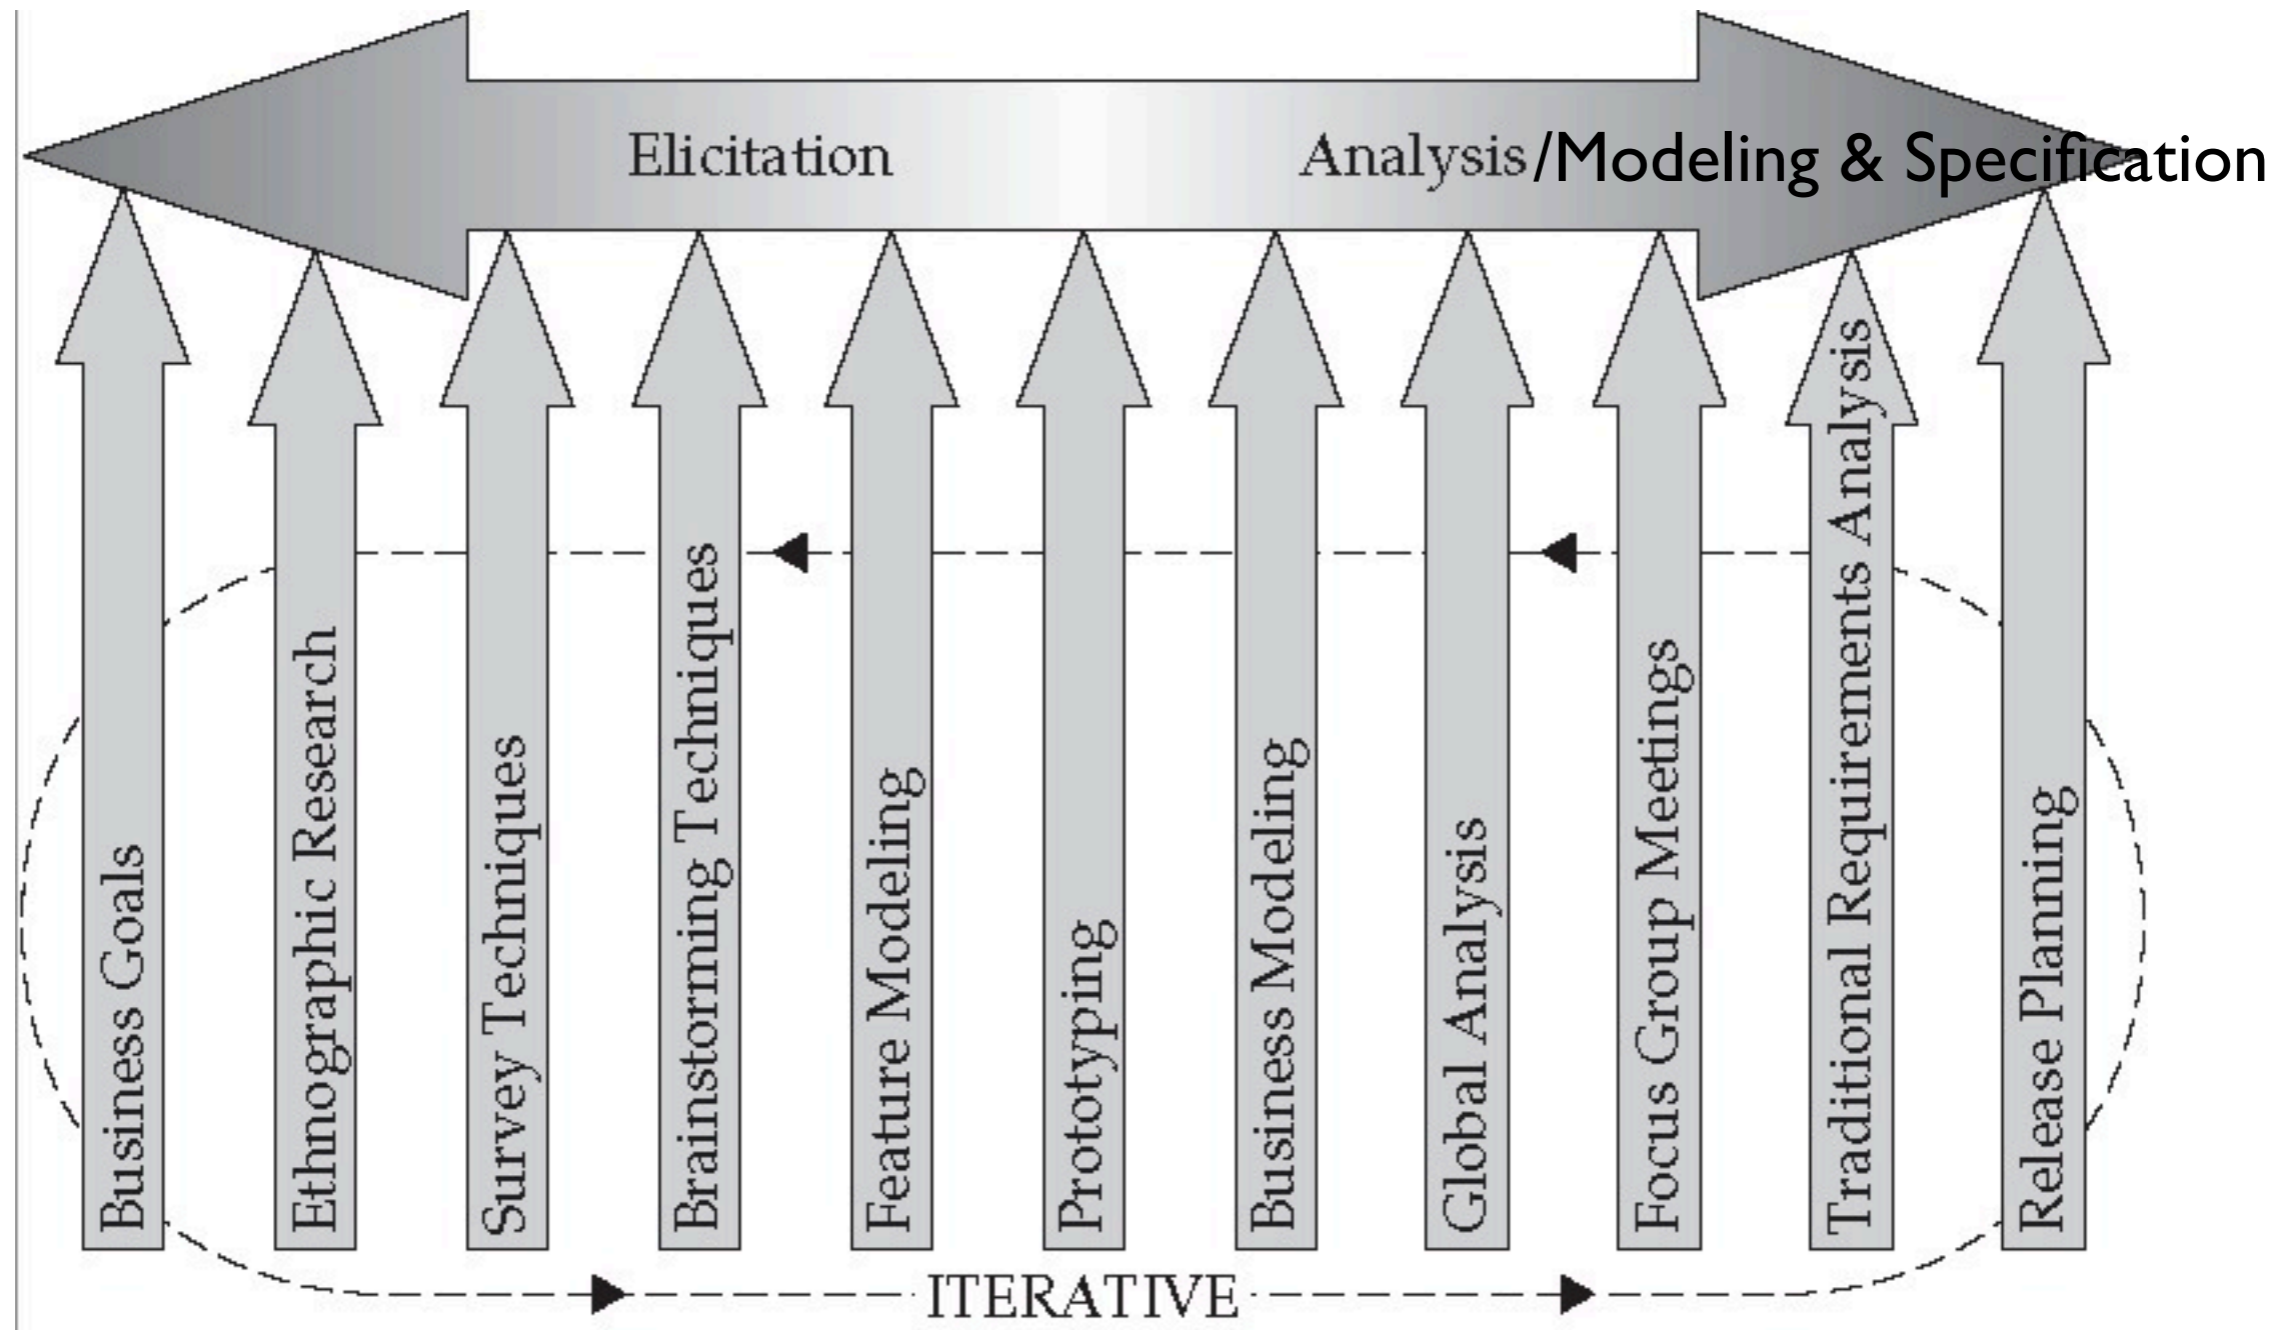 Elicitation
Analysis/Modeling & Specification
Business Goals
Ethnographic Research
Survey Techniques
Brainstorming Techniques
Feature Modeling
Prototyping
Business Modeling
Global Analysis
Focus Group Meetings
Traditional Requirements Analysis
Release Planning
ITERATIVE